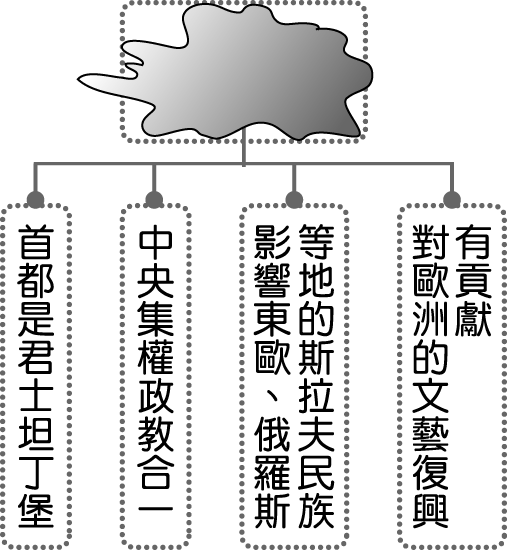 首都是君士坦丁堡
中央集權政教合一
影響東歐、俄羅斯
等地的斯拉夫民族
對歐洲的文藝復興
有貢獻